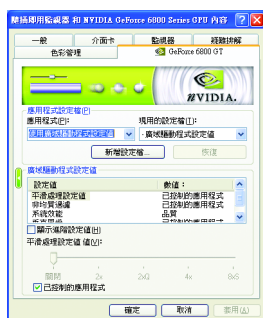 隨插即用監視器 和 NVIDIA GeForce 6800 Series GPU 內容
一般 介面卡 監視器 疑難排解
色彩管理 GeForce 6800 GT
NVIDIA.
應用程式設定檔(P)
應用程式(P): 現用的設定檔(T):
使用廣域驅動程式設定值 - 廣域驅動程式設定值
新增設定檔... 恢復
廣域驅動程式設定值
設定值 數值：
平滑處理設定值 已控制的應用程式
非均質過濾 已控制的應用程式
系統效能 品質
顯示進階設定值(H)
平滑處理設定值 值(V):
關閉 2x 2xQ 4x 8xS
已控制的應用程式
確定 取消 套用(A)